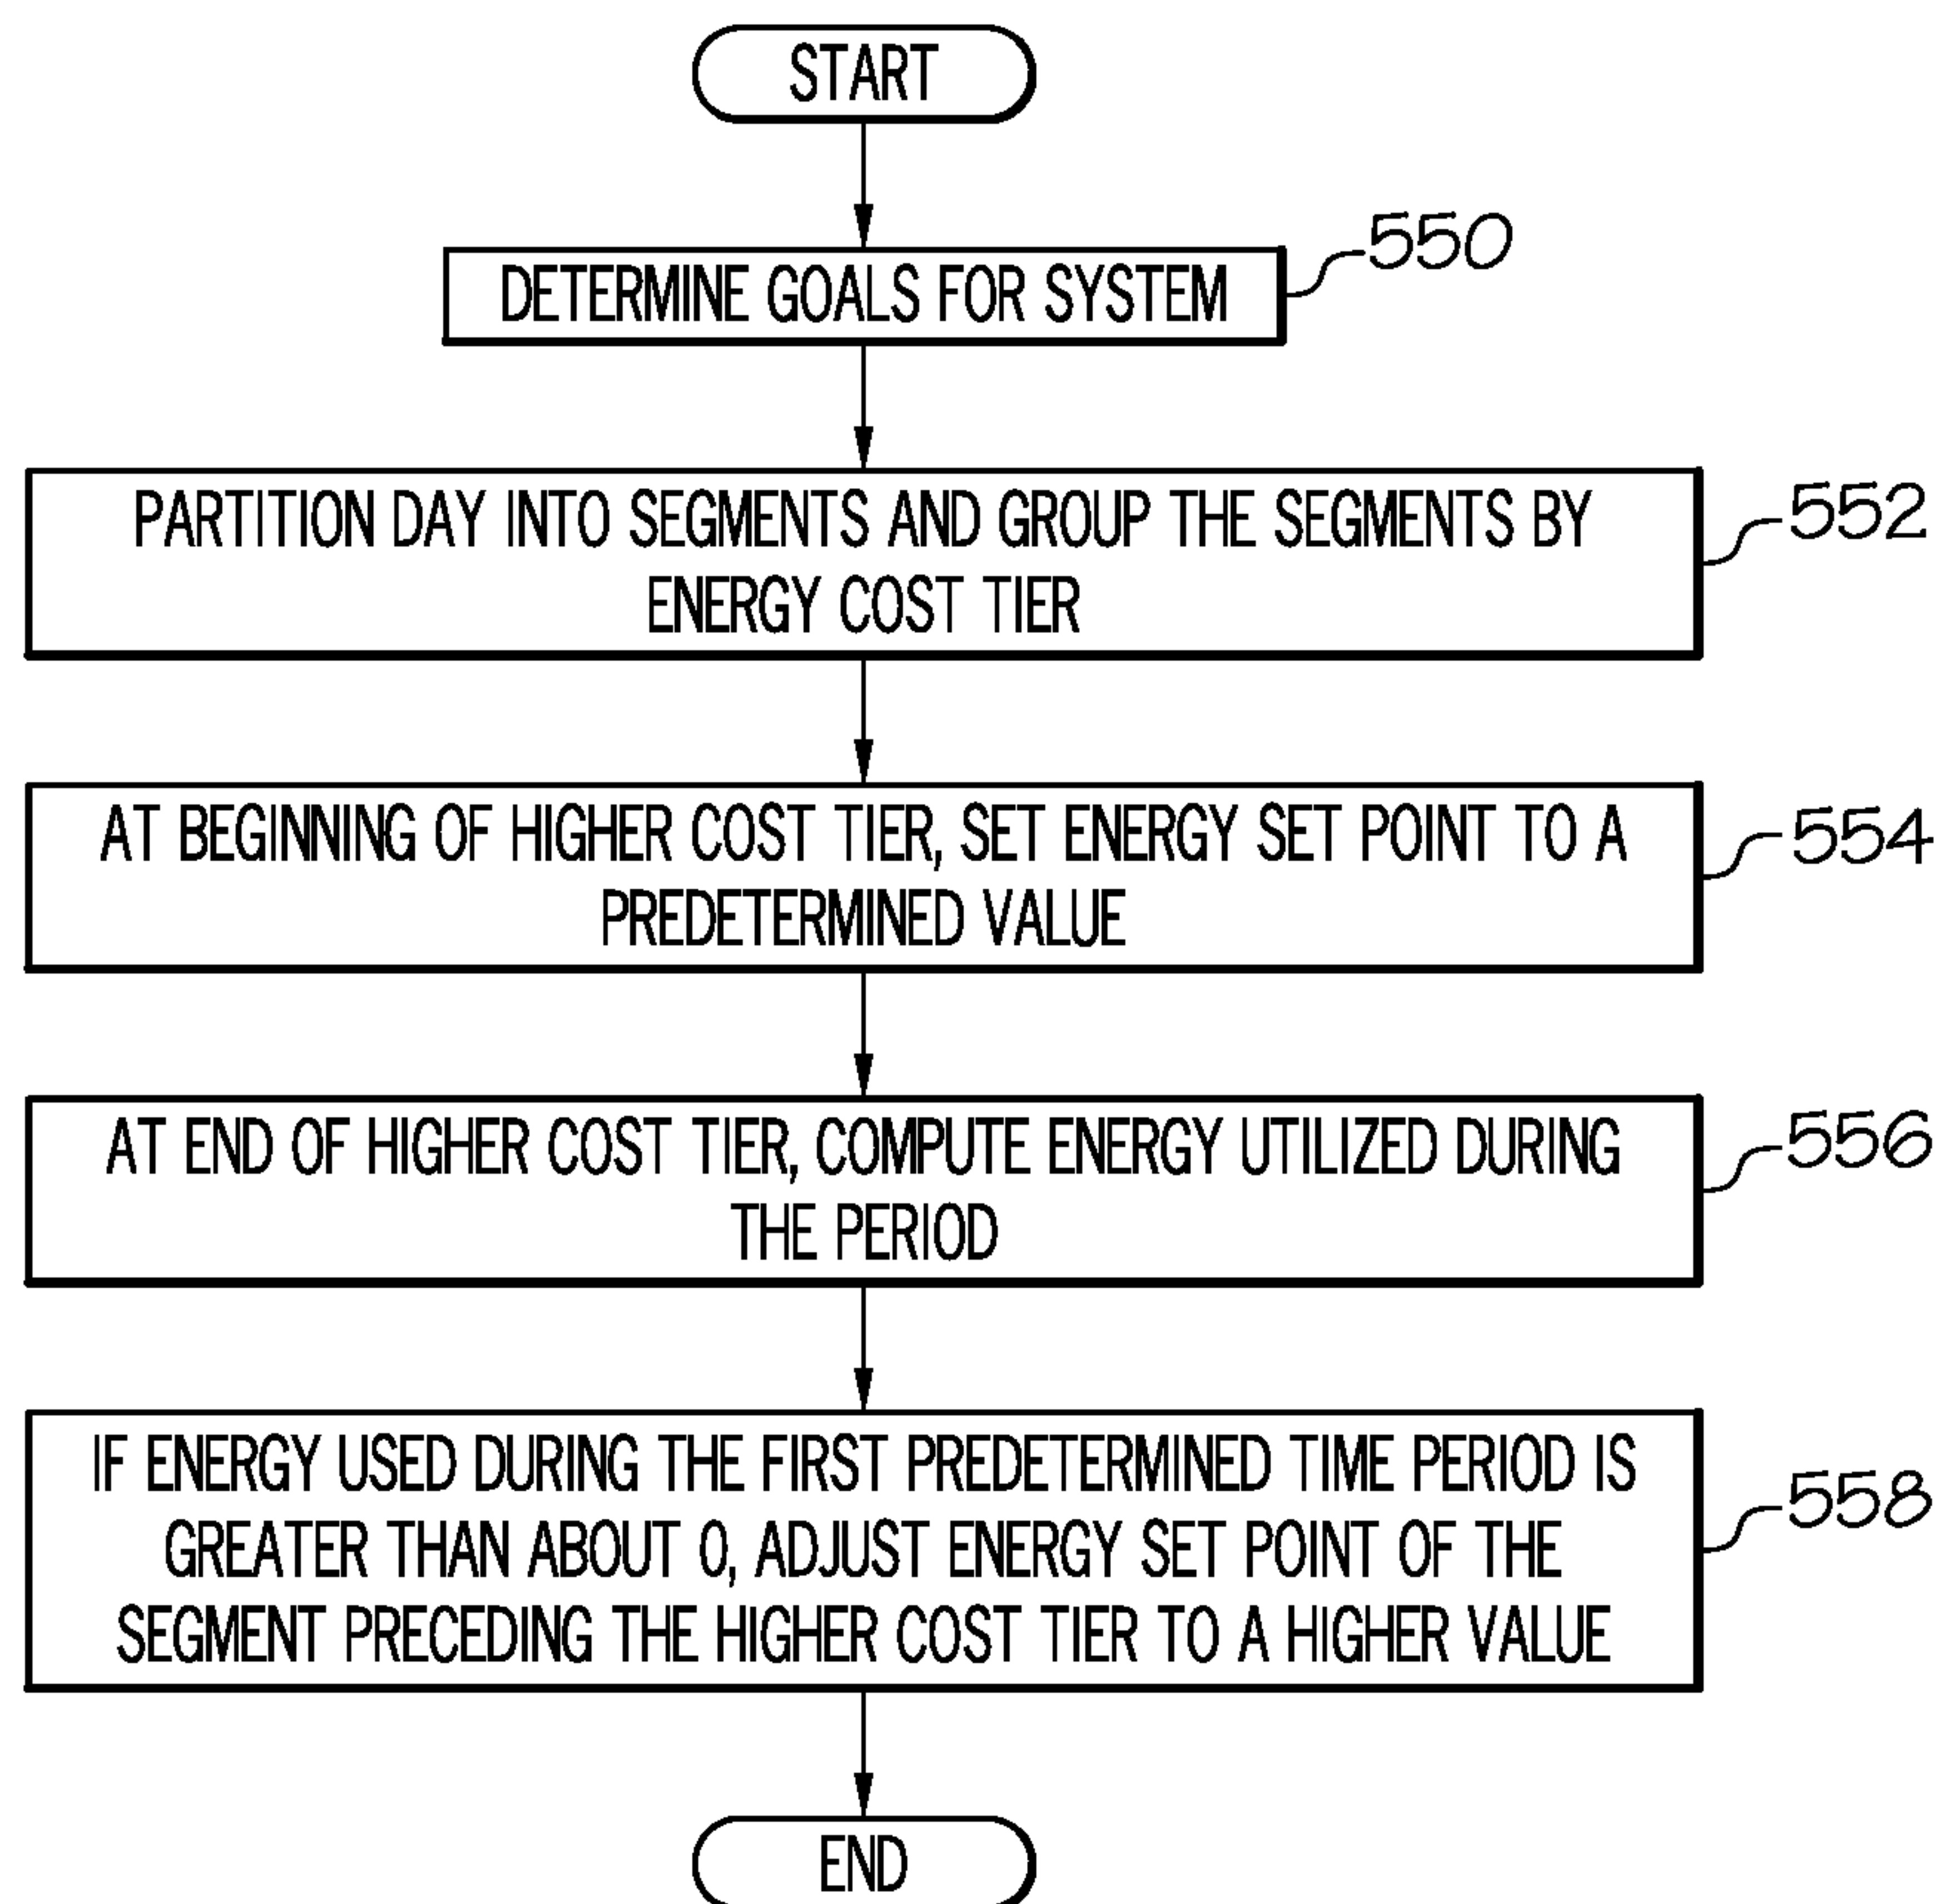 START
DETERMINE GOALS FOR SYSTEM
550
PARTITION DAY INTO SEGMENTS AND GROUP THE SEGMENTS BY
ENERGY COST TIER
552
AT BEGINNING OF HIGHER COST TIER, SET ENERGY SET POINT TO A
PREDETERMINED VALUE
554
AT END OF HIGHER COST TIER, COMPUTE ENERGY UTILIZED DURING
THE PERIOD
556
IF ENERGY USED DURING THE FIRST PREDETERMINED TIME PERIOD IS
GREATER THAN ABOUT 0, ADJUST ENERGY SET POINT OF THE
SEGMENT PRECEDING THE HIGHER COST TIER TO A HIGHER VALUE
558
END